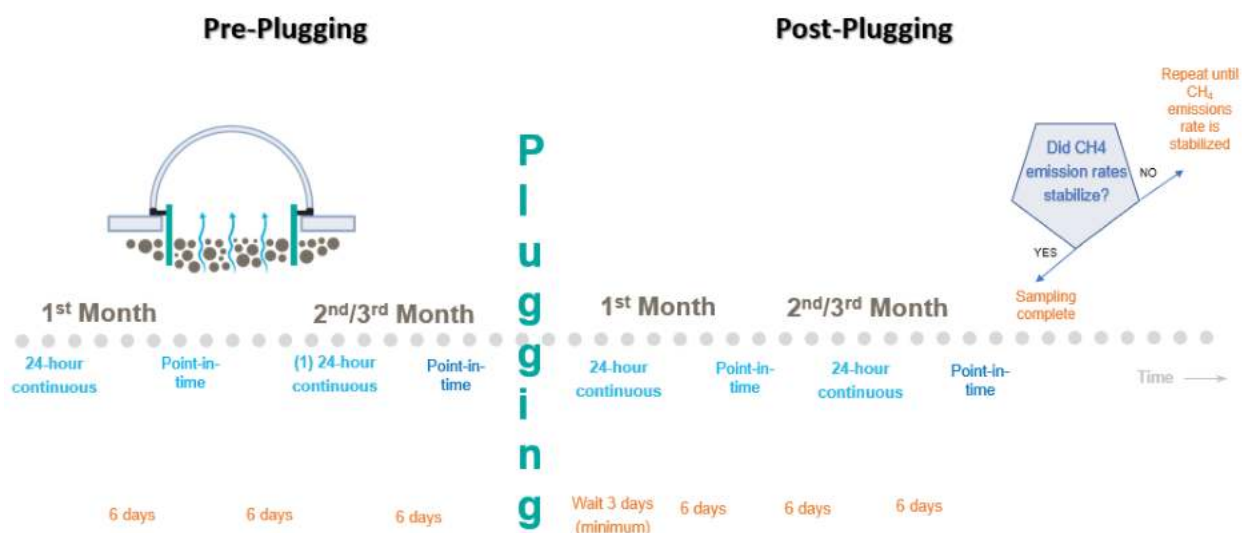 Pre-Plugging
Post-Plugging
Repeat until
CH₄
emissions
rate is
stabilized
Did CH4
emission rates
stabilize?
NO
YES
Sampling
complete
Plugging
1st Month
2nd/3rd Month
1st Month
2nd/3rd Month
24-hour
continuous
Point-in-
time
(1) 24-hour
continuous
Point-in-
time
24-hour
continuous
Point-in-
time
24-hour
continuous
Point-in-
time
Time
6 days
6 days
6 days
Wait 3 days
(minimum)
6 days
6 days
6 days